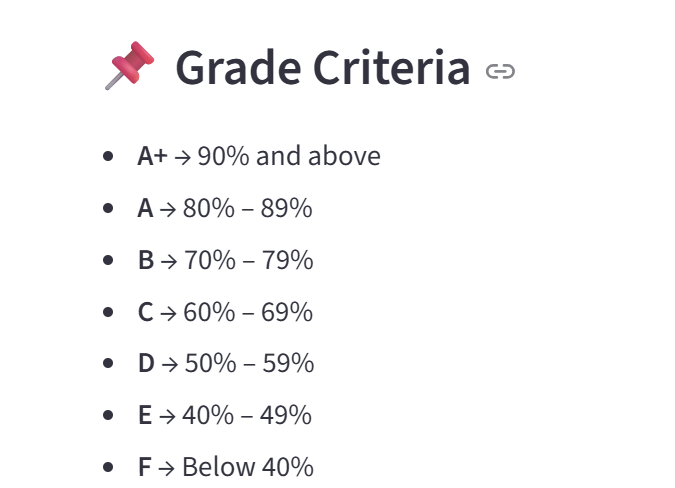 Grade Criteria
• A+ → 90% and above
• A → 80% – 89%
• B → 70% – 79%
• C → 60% – 69%
• D → 50% – 59%
• E → 40% – 49%
• F → Below 40%